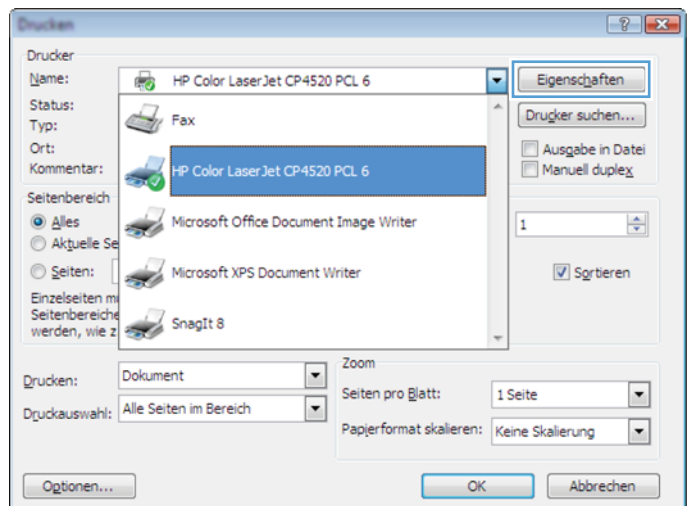 Drucken
Drucker
Name: HP Color LaserJet CP4520 PCL 6 Eigenschaften
Status:
Fax
Drucker suchen...
Typ:
Ort:
Ausgabe in Datei
Kommentar:
HP Color LaserJet CP4520 PCL 6
Manuell duplex
Seitenbereich
Alles
Microsoft Office Document Image Writer
1
Aktuelle Se
Seiten:
Microsoft XPS Document Writer
Sortieren
Einzelseiten m
Seitenbereiche
werden, wie z
SnagIt 8
Zoom
Drucken: Dokument
Seiten pro Blatt: 1 Seite
Druckauswahl: Alle Seiten im Bereich
Papierformat skalieren: Keine Skalierung
Optionen... OK Abbrechen